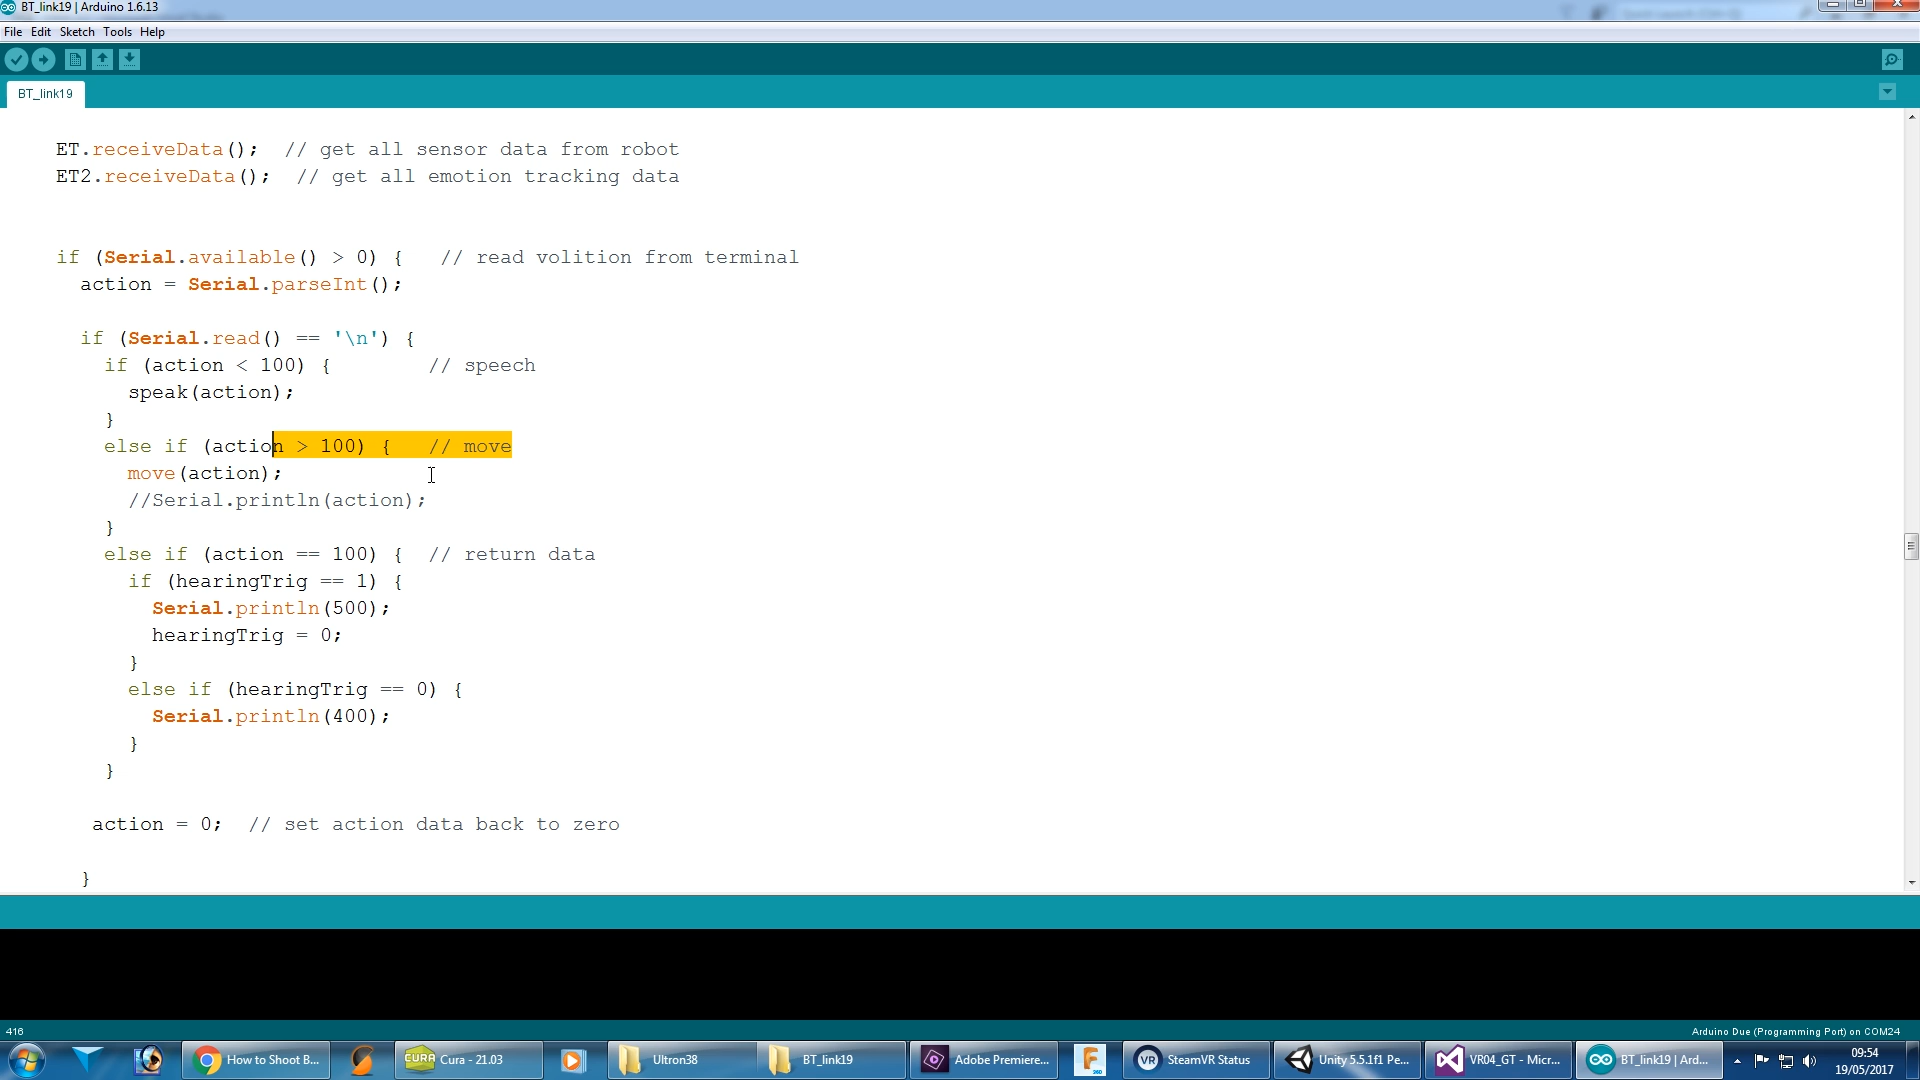 BT_link19 | Arduino 1.6.13
File Edit Sketch Tools Help
BT_link19
ET.receiveData();  // get all sensor data from robot
ET2.receiveData();  // get all emotion tracking data
if (Serial.available() > 0) {   // read volition from terminal
action = Serial.parseInt();
if (Serial.read() == '\n') {
if (action < 100) {        // speech
speak(action);
}
else if (action > 100) {   // move
move(action);
//Serial.println(action);
}
else if (action == 100) {  // return data
if (hearingTrig == 1) {
Serial.println(500);
hearingTrig = 0;
}
else if (hearingTrig == 0) {
Serial.println(400);
}
}
action = 0;  // set action data back to zero
}
416
Arduino Due (Programming Port) on COM24
How to Shoot B... CURA Cura - 21.03 Ultron38 BT_link19 Adobe Premiere... F 360 VR SteamVR Status Unity 5.5.1f1 Pe... VR04_GT - Micr... BT_link19 | Ard... 09:54
19/05/2017